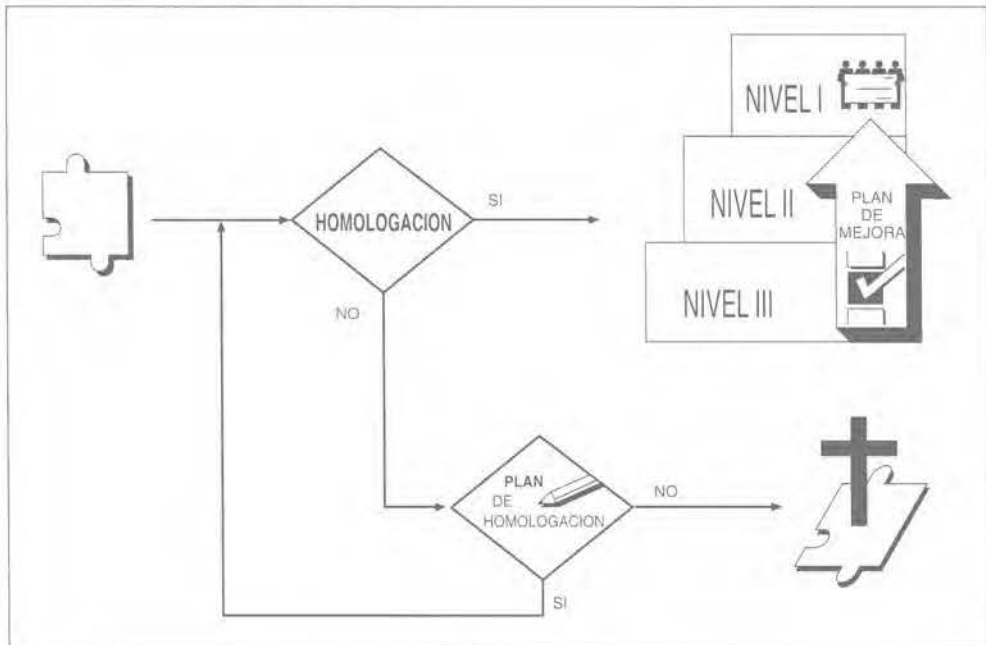 NIVEL I
NIVEL II
NIVEL III
PLAN
DE
MEJORA
HOMOLOGACION
SI
NO
PLAN
DE
HOMOLOGACION
NO
SI